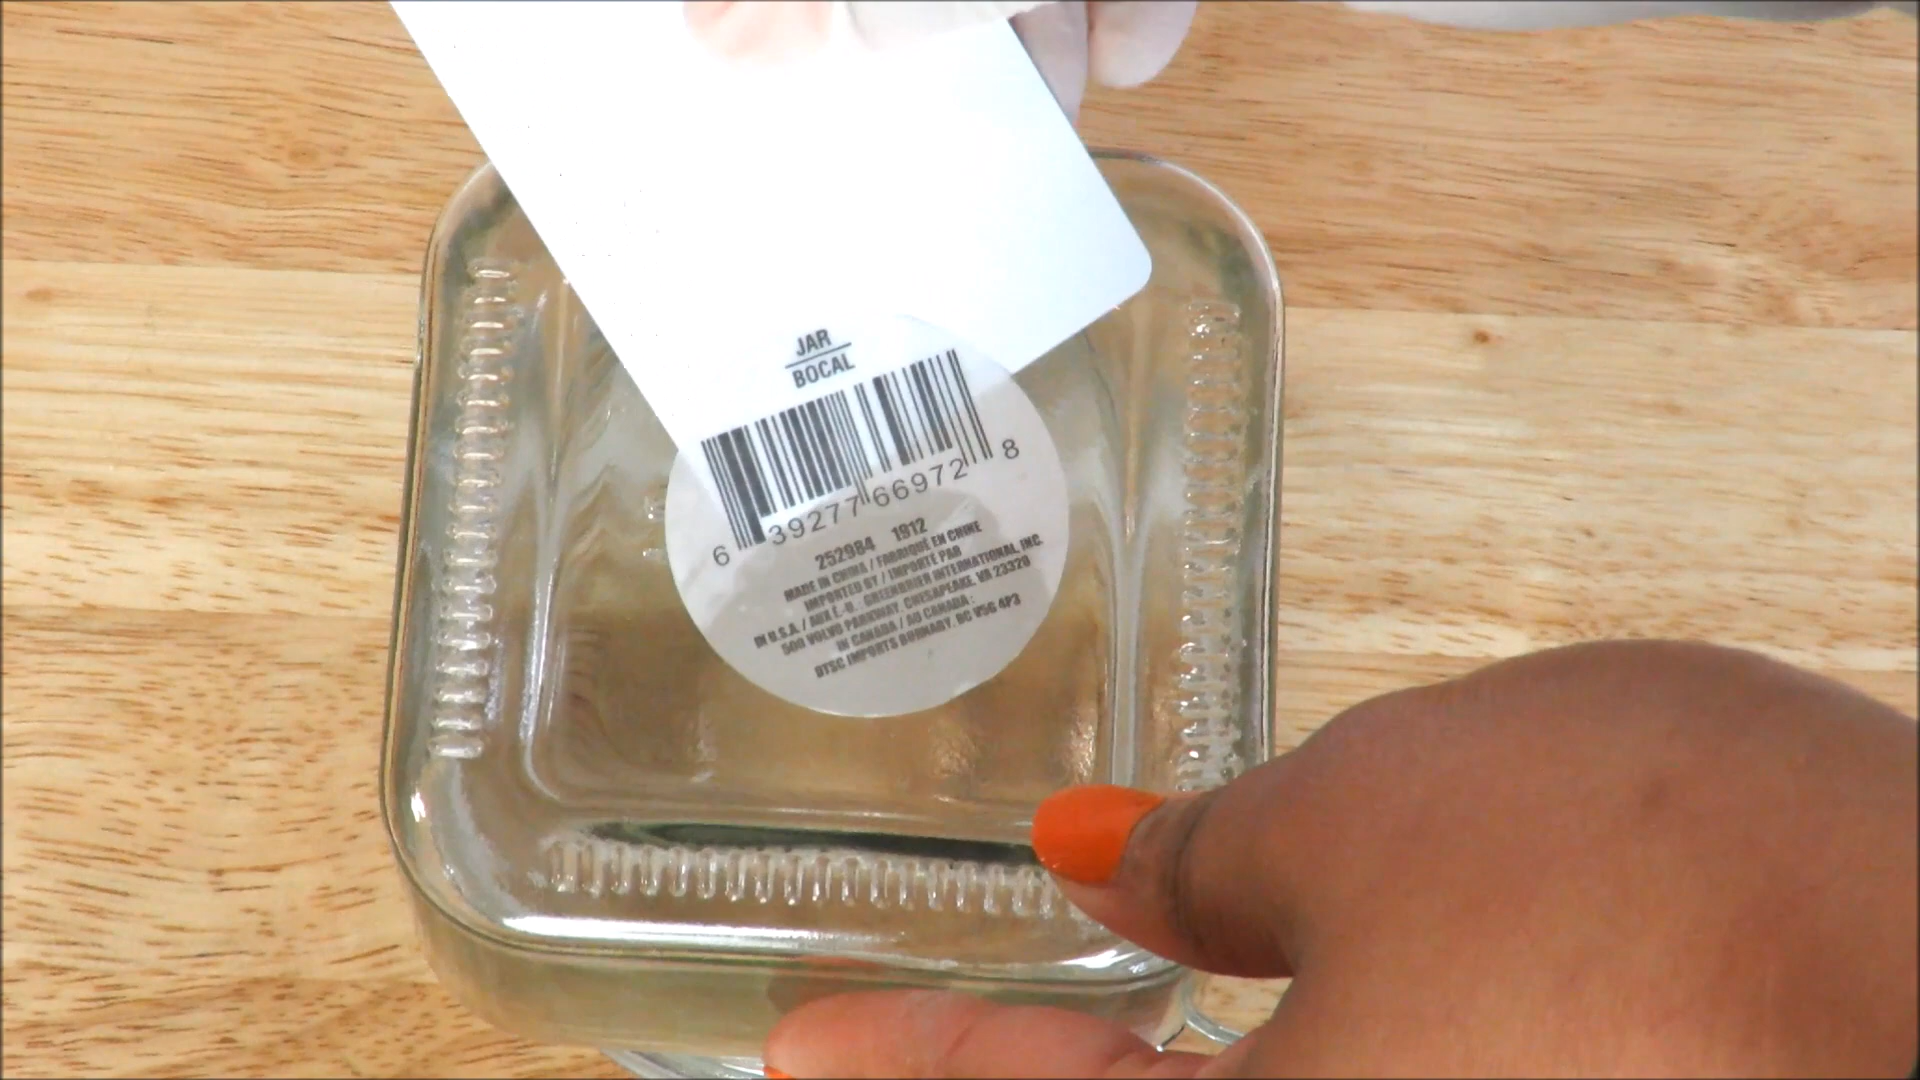 JAR
BOCAL
6 39277 66972 8
252984 1912
MADE IN CHINA / FABRIQUÉ EN CHINE
IMPORTED BY / IMPORTÉ PAR
IN U.S.A. / AUX É.-U. : GREENBRIER INTERNATIONAL, INC.
500 VOLVO PARKWAY, CHESAPEAKE, VA 23320
IN CANADA / AU CANADA :
DTSC IMPORTS BURNABY, BC V5G 4P3